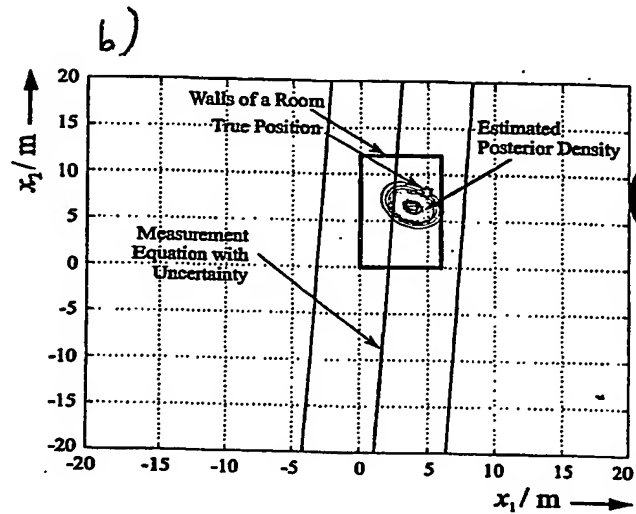 b)
20
15
10
5
0
-5
-10
-15
-20
x₂/ m
Walls of a Room
True Position
Estimated
Posterior Density
Measurement
Equation with
Uncertainty
-20 -15 -10 -5 0 5 10 15 20
x₁/ m